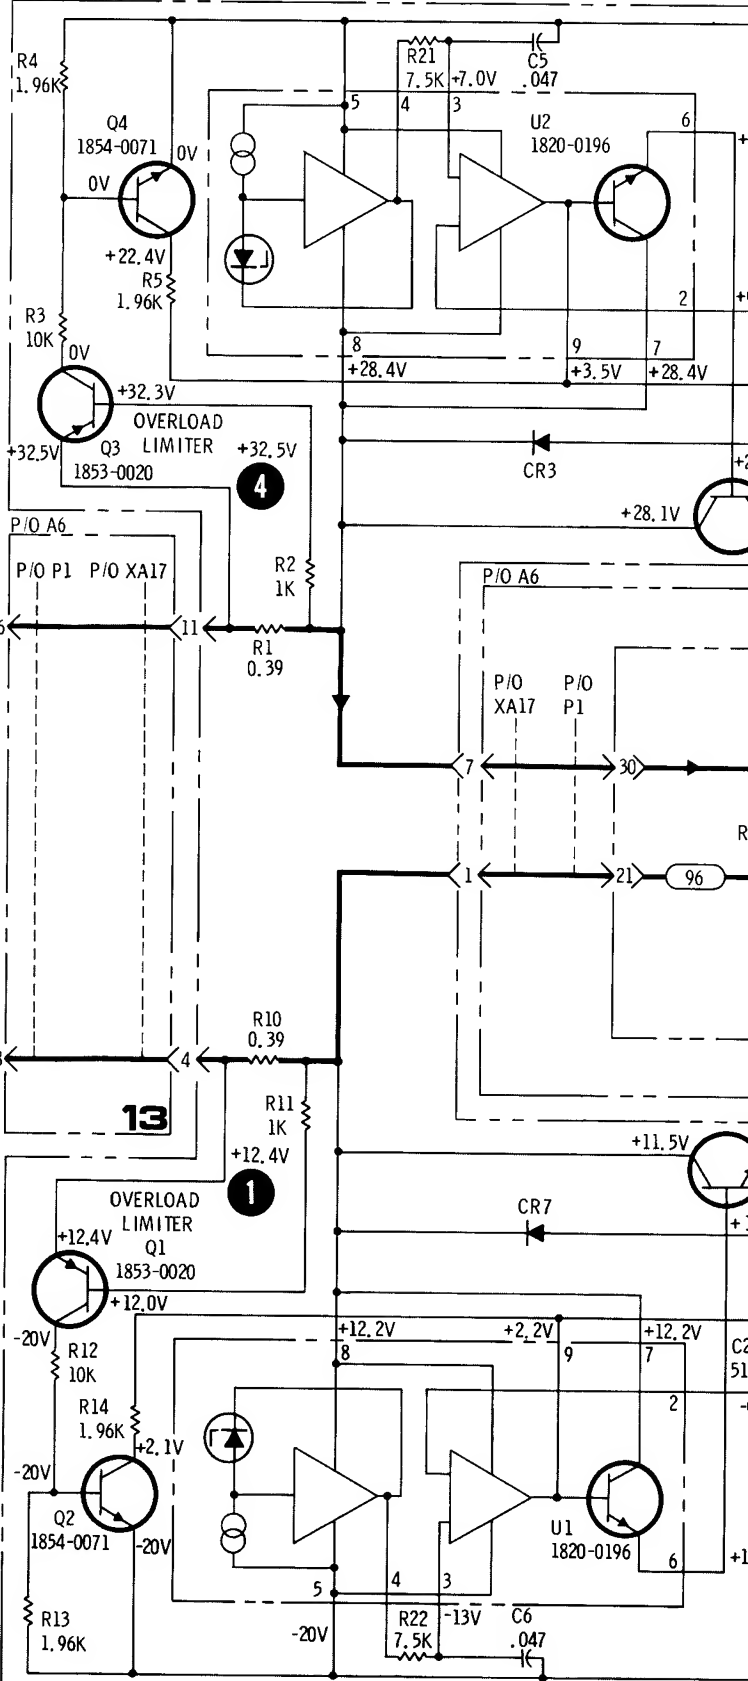 R4
1.96K
R21
7.5K
+7.0V
C5
.047
5
4
3
U2
1820-0196
6
Q4
1854-0071
0V
0V
+22.4V
R5
1.96K
R3
10K
0V
2
8
+28.4V
9
+3.5V
7
+28.4V
+32.3V
OVERLOAD
LIMITER
+32.5V
Q3
1853-0020
+32.5V
4
CR3
+28.1V
P/O A6
P/O P1
P/O XA17
R2
1K
P/O A6
11
R1
0.39
P/O
XA17
P/O
P1
7
30
1
21
96
R10
0.39
4
13
R11
1K
+12.4V
1
+11.5V
OVERLOAD
LIMITER
Q1
1853-0020
+12.4V
CR7
+12.0V
-20V
R12
10K
+12.2V
8
+2.2V
9
+12.2V
7
2
R14
1.96K
+2.1V
-20V
Q2
1854-0071
-20V
U1
1820-0196
6
5
4
3
R13
1.96K
-20V
R22
7.5K
-13V
C6
.047